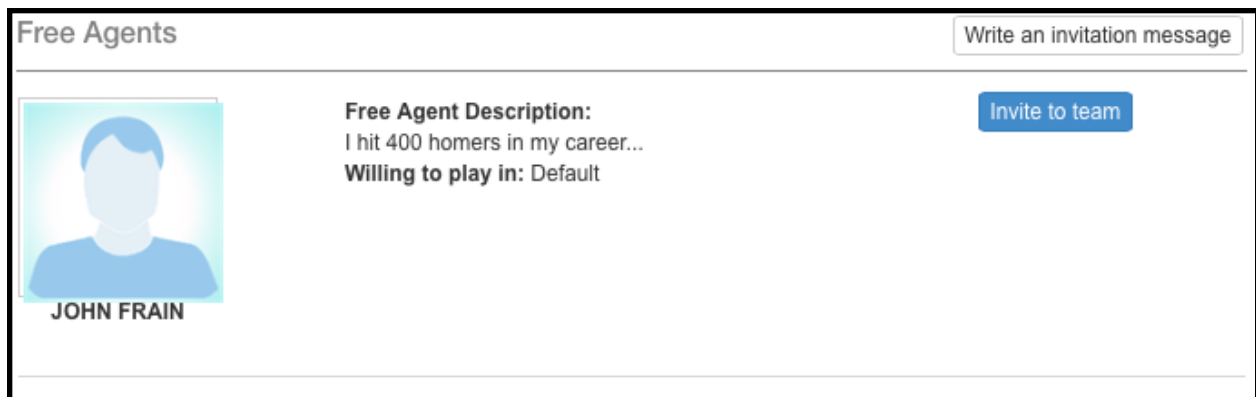 Free Agents
Write an invitation message
Free Agent Description:
Invite to team
I hit 400 homers in my career...
Willing to play in: Default
JOHN FRAIN